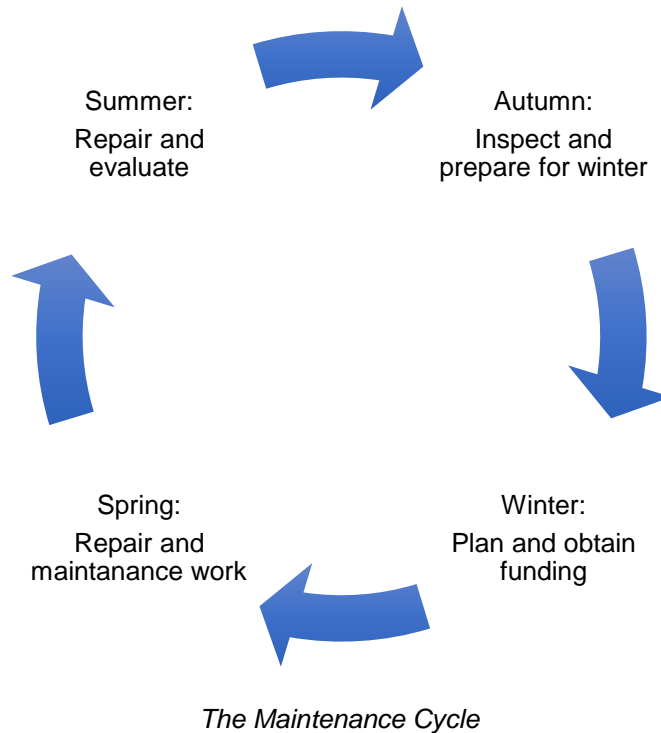 Summer:
Repair and
evaluate
Autumn:
Inspect and
prepare for winter
Spring:
Repair and
maintanance work
Winter:
Plan and obtain
funding
The Maintenance Cycle